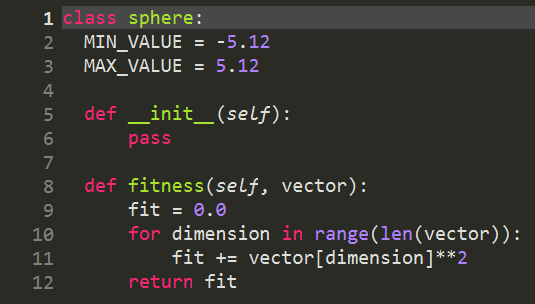 1 class sphere:
2   MIN_VALUE = -5.12
3   MAX_VALUE = 5.12
4
5   def __init__(self):
6       pass
7
8   def fitness(self, vector):
9       fit = 0.0
10      for dimension in range(len(vector)):
11          fit += vector[dimension]**2
12      return fit